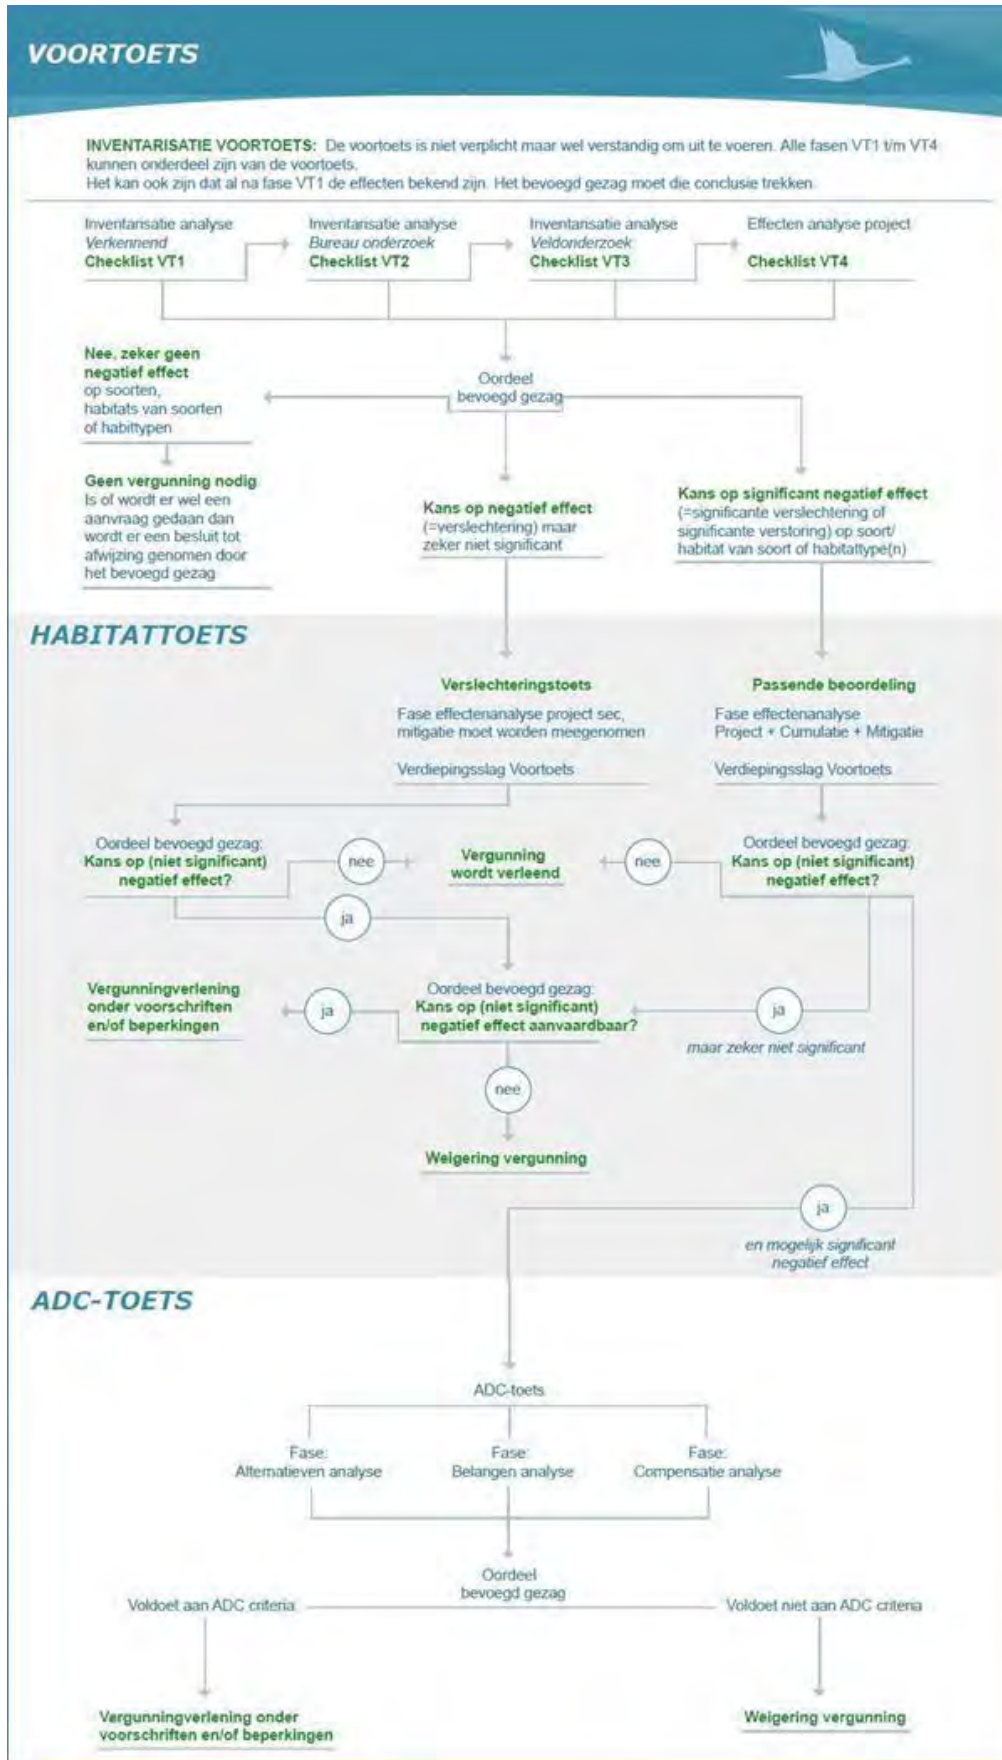 VOORTOETS
INVENTARISATIE VOORTOETS: De voortoets is niet verplicht maar wel verstandig om uit te voeren. Alle fasen VT1 t/m VT4
kunnen onderdeel zijn van de voortoets.
Het kan ook zijn dat al na fase VT1 de effecten bekend zijn. Het bevoegd gezag moet die conclusie trekken.
Inventarisatie analyse
Verkennend
Checklist VT1
Inventarisatie analyse
Bureau onderzoek
Checklist VT2
Inventarisatie analyse
Veldonderzoek
Checklist VT3
Effecten analyse project
Checklist VT4
Oordeel
bevoegd gezag
Nee, zeker geen
negatief effect
op soorten,
habitats van soorten
of habittypen
Geen vergunning nodig
Is of wordt er wel een
aanvraag gedaan dan
wordt er een besluit tot
afwijzing genomen door
het bevoegd gezag
Kans op negatief effect
(=verslechtering) maar
zeker niet significant
Kans op significant negatief effect
(=significante verslechtering of
significante verstoring) op soort/
habitat van soort of habitattype(n)
HABITATTOETS
Verslechteringstoets
Fase effectenanalyse project sec,
mitigatie moet worden meegenomen
Verdiepingsslag Voortoets
Passende beoordeling
Fase effectenanalyse
Project + Cumulatie + Mitigatie
Verdiepingsslag Voortoets
Oordeel bevoegd gezag:
Kans op (niet significant)
negatief effect?
nee
Vergunning
wordt verleend
nee
Oordeel bevoegd gezag:
Kans op (niet significant)
negatief effect?
ja
Vergunningverlening
onder voorschriften
en/of beperkingen
ja
Oordeel bevoegd gezag:
Kans op (niet significant)
negatief effect aanvaardbaar?
ja
maar zeker niet significant
nee
Weigering vergunning
ja
en mogelijk significant
negatief effect
ADC-TOETS
ADC-toets
Fase:
Alternatieven analyse
Fase:
Belangen analyse
Fase:
Compensatie analyse
Oordeel
bevoegd gezag
Voldoet aan ADC criteria
Voldoet niet aan ADC criteria
Vergunningverlening onder
voorschriften en/of beperkingen
Weigering vergunning